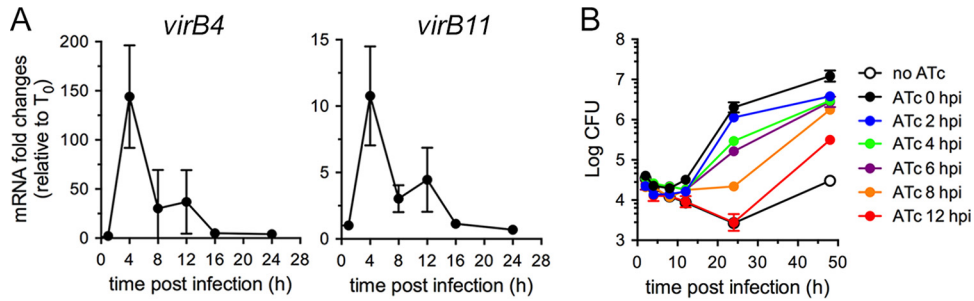 A
virB4
virB11
mRNA fold changes
(relative to T0)
200
150
100
50
0
0 4 8 12 16 20 24 28
time post infection (h)
15
10
5
0
0 4 8 12 16 20 24 28
time post infection (h)
B
Log CFU
8
7
6
5
4
3
0 10 20 30 40 50
time post infection (h)
no ATc
ATc 0 hpi
ATc 2 hpi
ATc 4 hpi
ATc 6 hpi
ATc 8 hpi
ATc 12 hpi